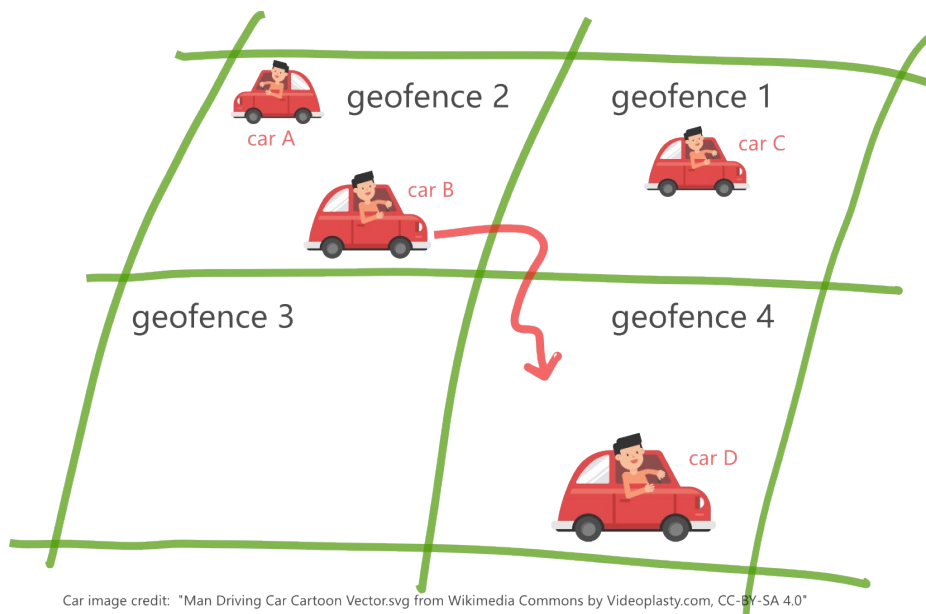 geofence 2
geofence 1
car A
car C
car B
geofence 3
geofence 4
car D
Car image credit: "Man Driving Car Cartoon Vector.svg from Wikimedia Commons by Videoplasty.com, CC-BY-SA 4.0"